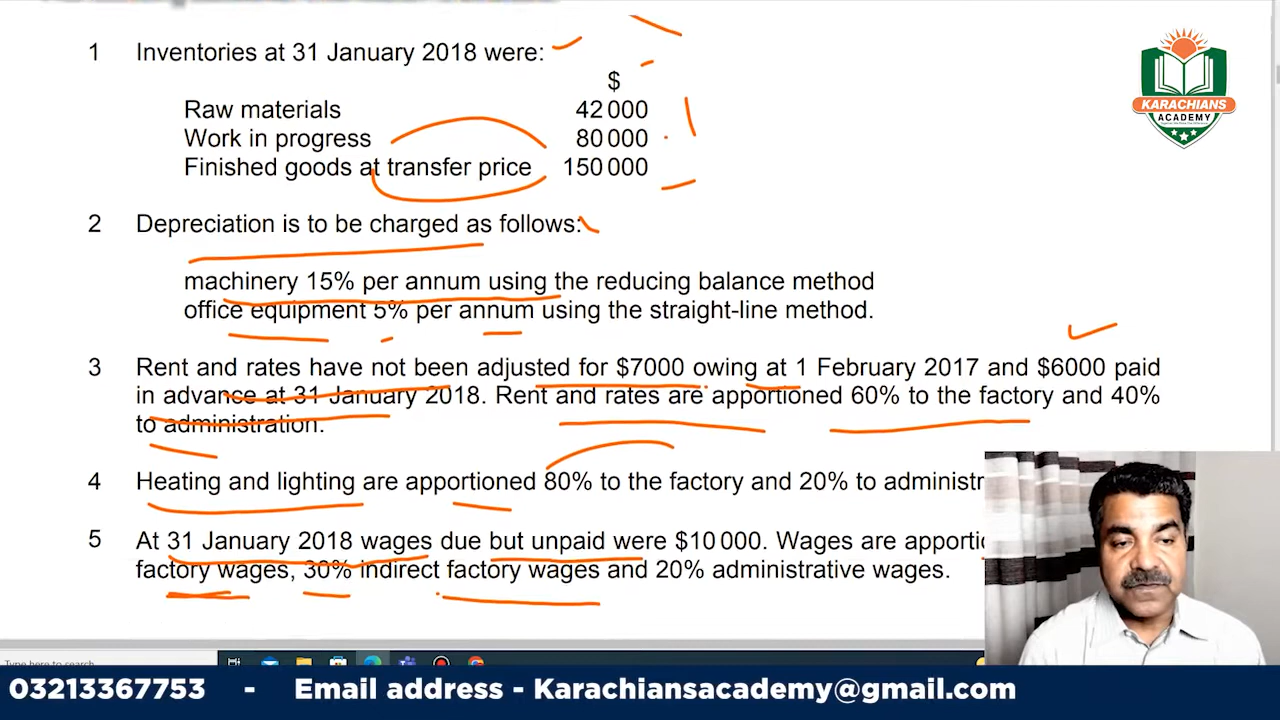 KARACHIANS
ACADEMY
1 Inventories at 31 January 2018 were:
$
Raw materials 42 000
Work in progress 80 000
Finished goods at transfer price 150 000
2 Depreciation is to be charged as follows:
machinery 15% per annum using the reducing balance method
office equipment 5% per annum using the straight-line method.
3 Rent and rates have not been adjusted for $7000 owing at 1 February 2017 and $6000 paid
in advance at 31 January 2018. Rent and rates are apportioned 60% to the factory and 40%
to administration.
4 Heating and lighting are apportioned 80% to the factory and 20% to administr
5 At 31 January 2018 wages due but unpaid were $10 000. Wages are apporti
factory wages, 30% indirect factory wages and 20% administrative wages.
03213367753 - Email address - Karachiansacademy@gmail.com